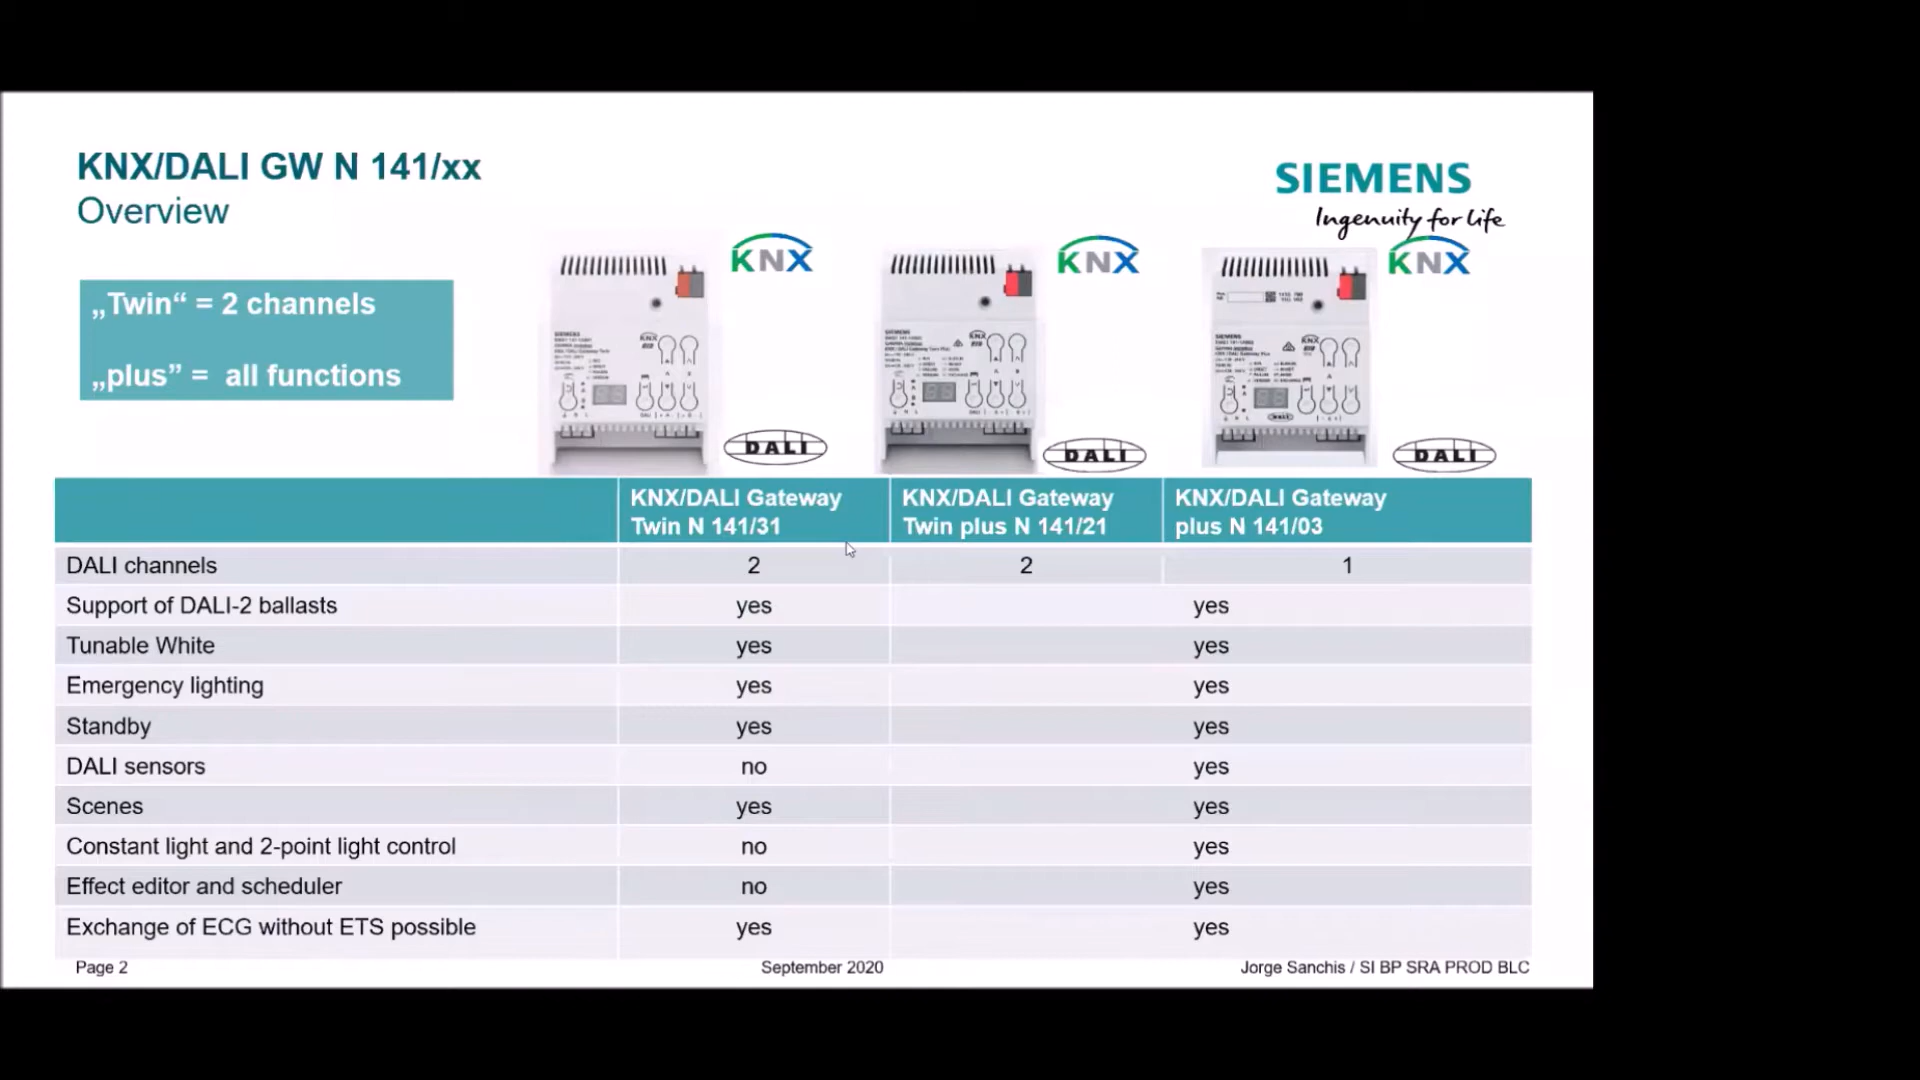 KNX/DALI GW N 141/xx
Overview
SIEMENS
Ingenuity for life
„Twin“ = 2 channels
„plus” = all functions
KNX
KNX
KNX
SIEMENS
SIEMENS
SIEMENS
DALI
DALI
DALI
KNX/DALI Gateway Twin N 141/31
KNX/DALI Gateway Twin plus N 141/21
KNX/DALI Gateway plus N 141/03
DALI channels 2 2 1
Support of DALI-2 ballasts yes yes
Tunable White yes yes
Emergency lighting yes yes
Standby yes yes
DALI sensors no yes
Scenes yes yes
Constant light and 2-point light control no yes
Effect editor and scheduler no yes
Exchange of ECG without ETS possible yes yes
Page 2 September 2020 Jorge Sanchis / SI BP SRA PROD BLC